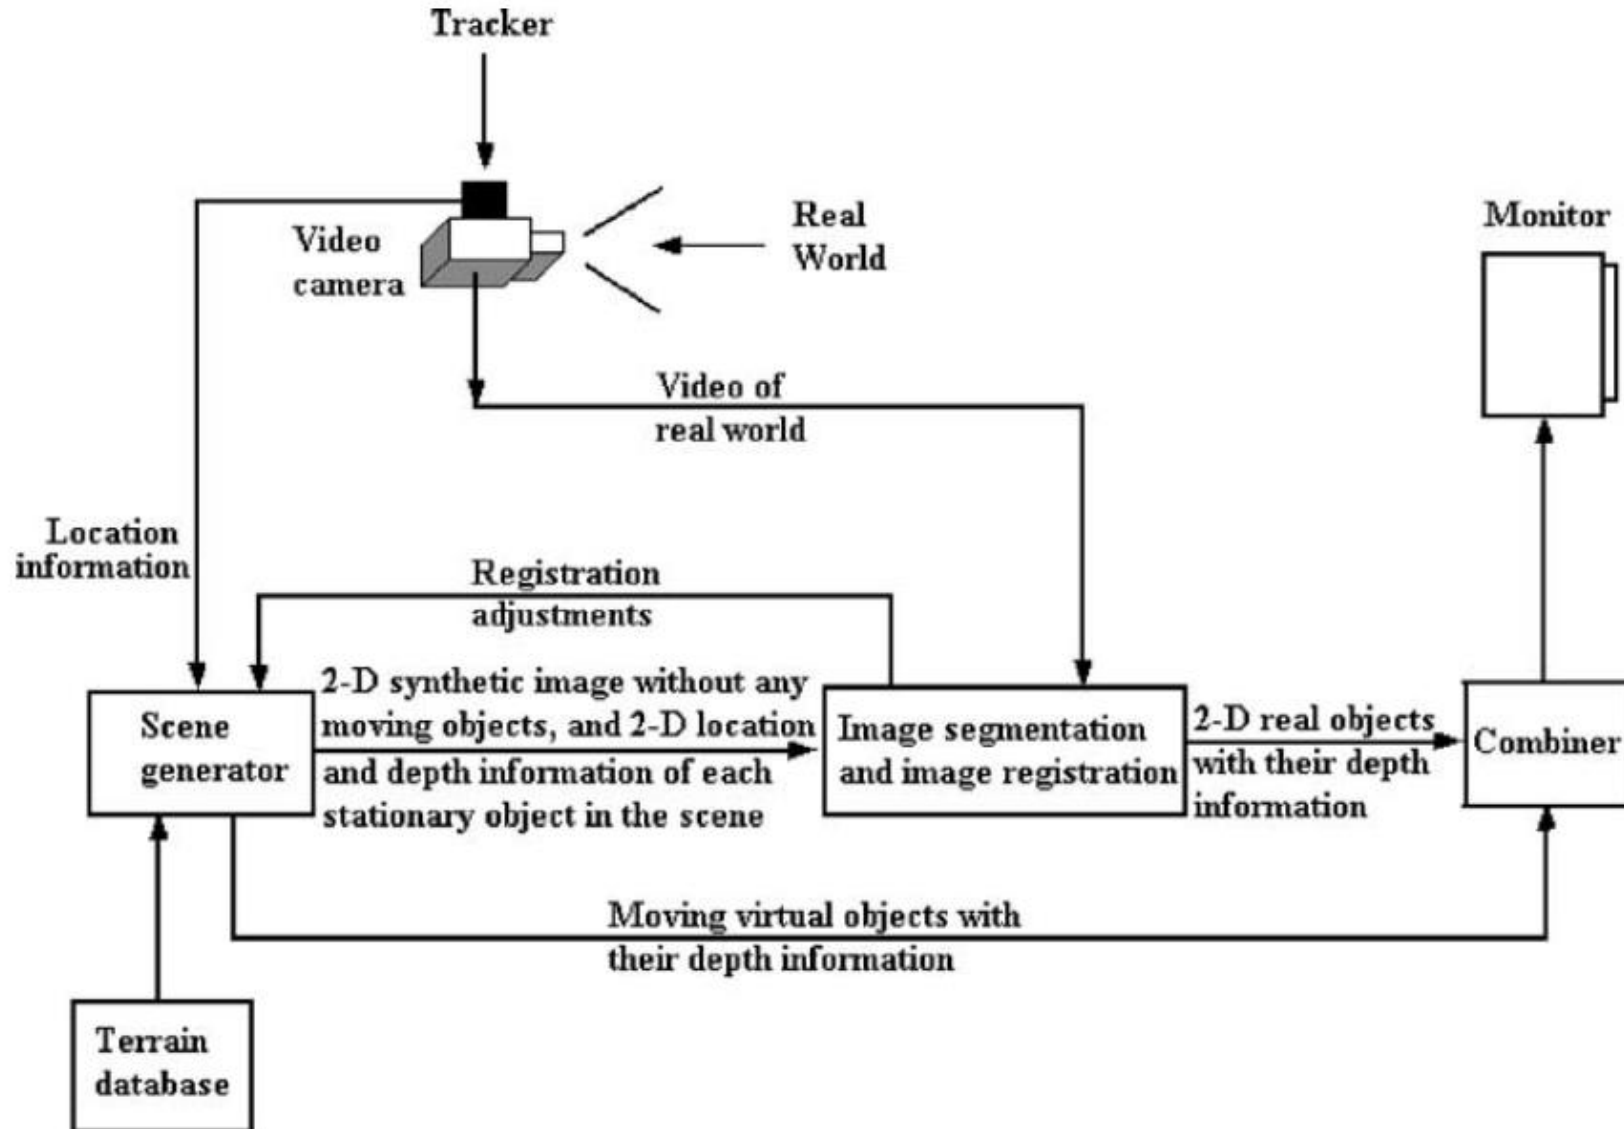 Tracker
Video
camera
Real
World
Monitor
Video of
real world
Location
information
Registration
adjustments
Scene
generator
2-D synthetic image without any
moving objects, and 2-D location
and depth information of each
stationary object in the scene
Image segmentation
and image registration
2-D real objects
with their depth
information
Combiner
Moving virtual objects with
their depth information
Terrain
database